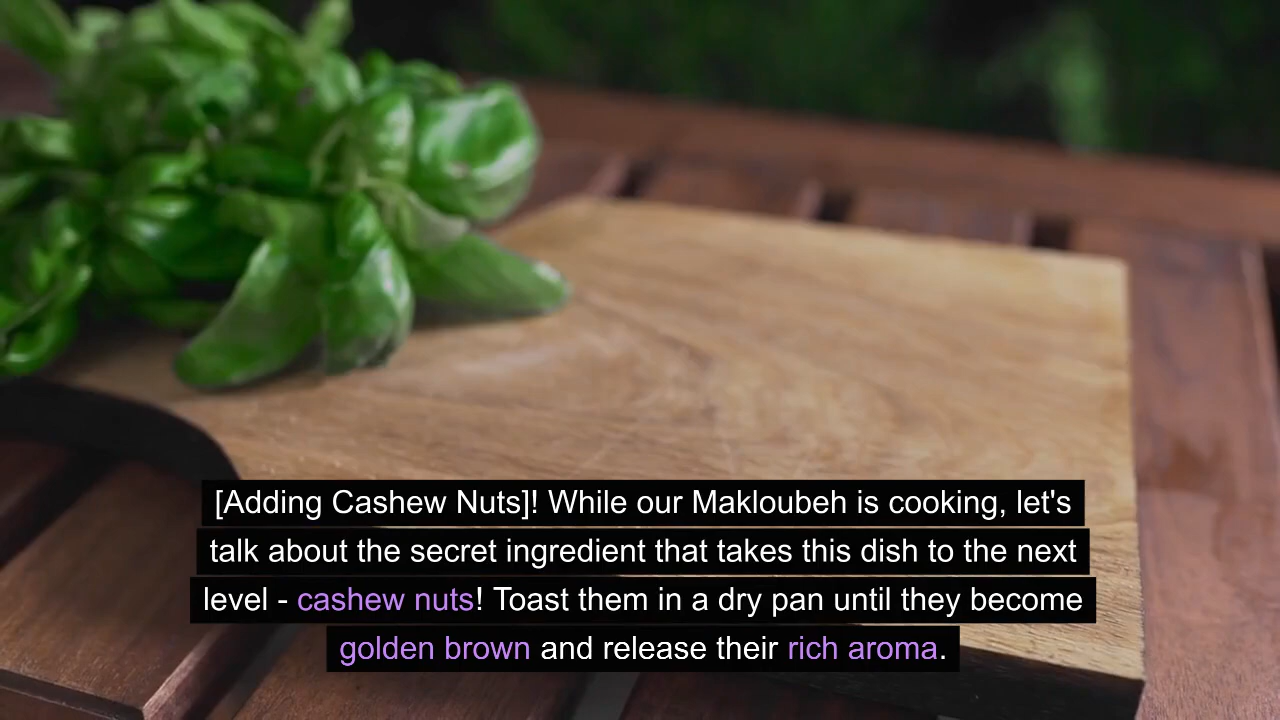 [Adding Cashew Nuts]! While our Makloubeh is cooking, let's
talk about the secret ingredient that takes this dish to the next
level - cashew nuts! Toast them in a dry pan until they become
golden brown and release their rich aroma.